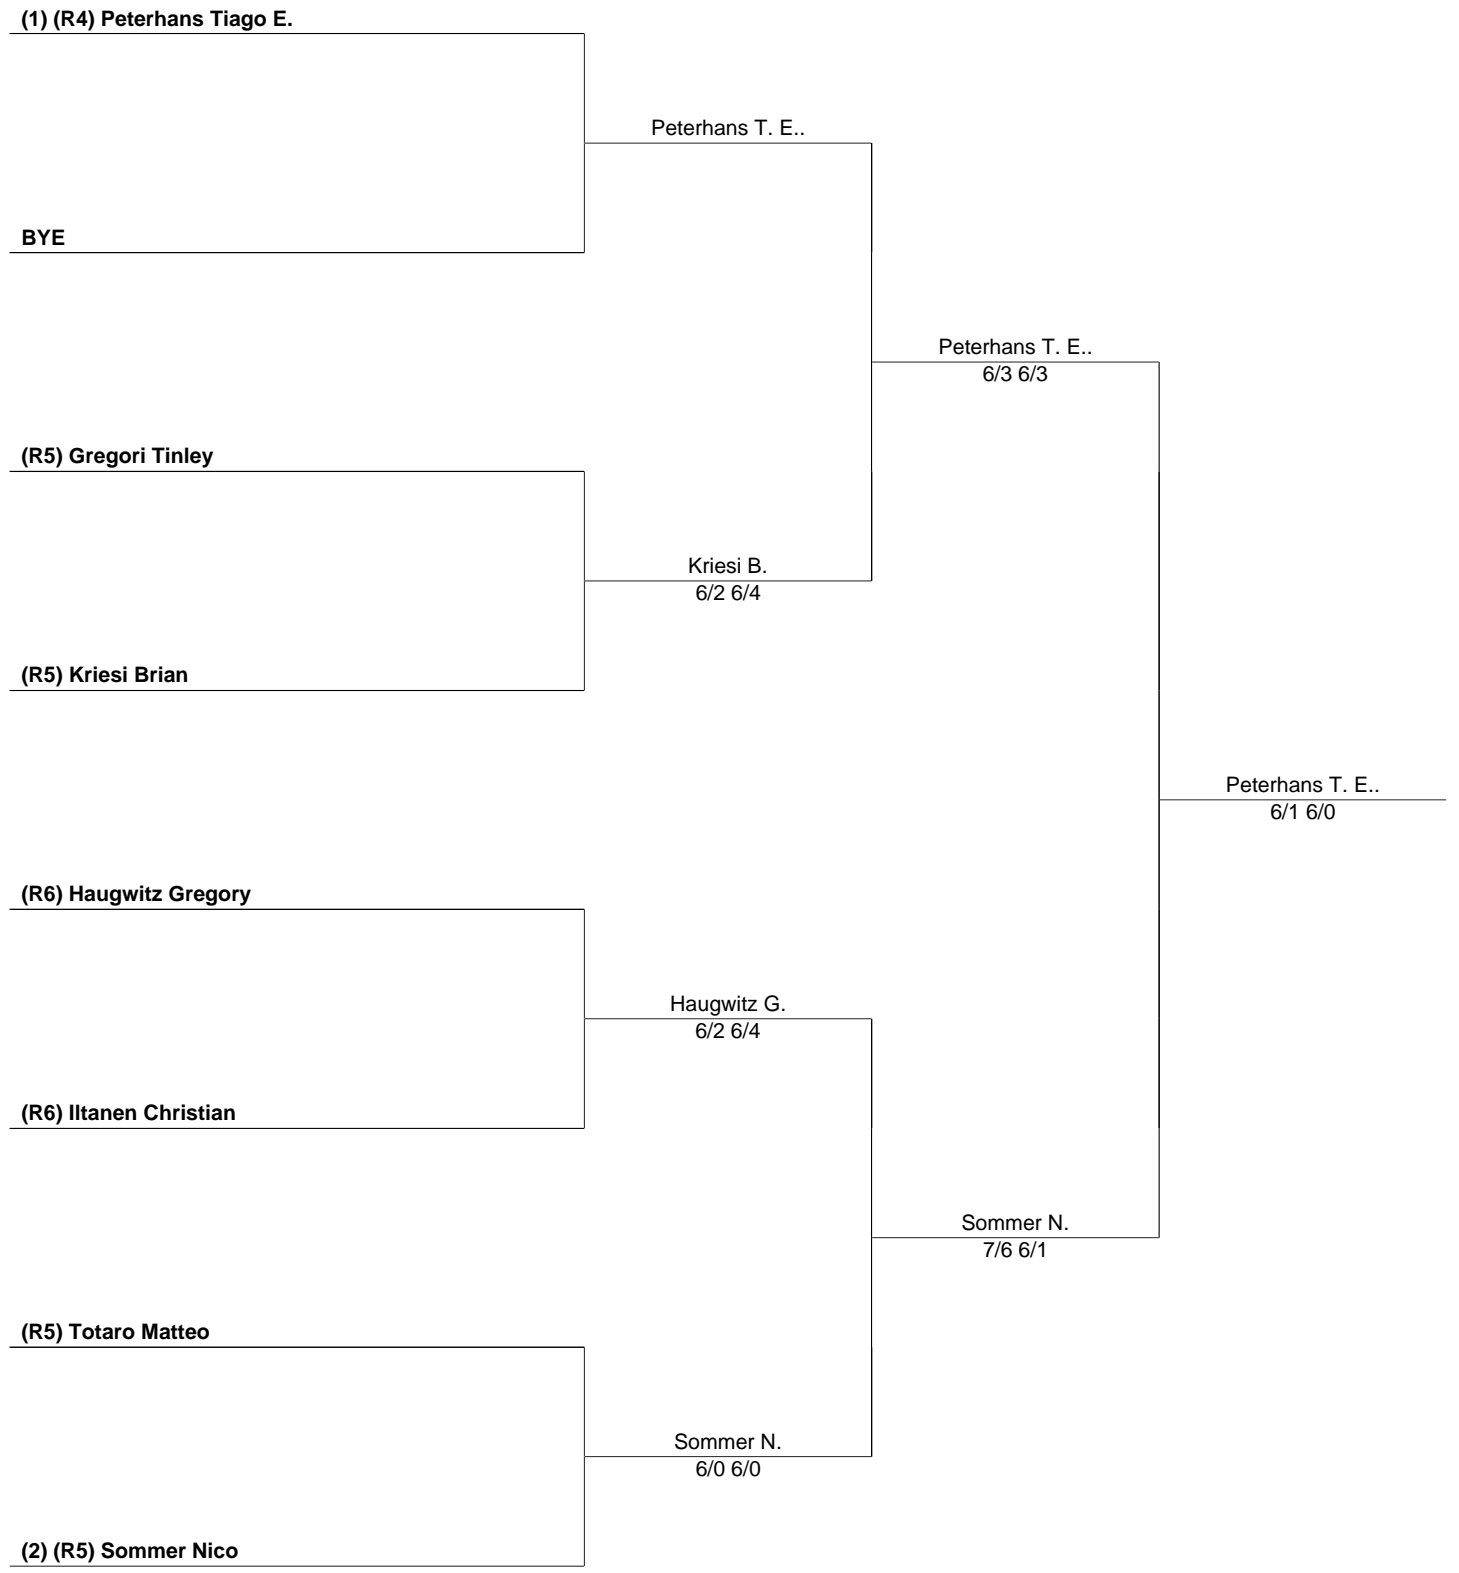 (1) (R4) Peterhans Tiago E.
Peterhans T. E..
BYE
Peterhans T. E..
6/3 6/3
(R5) Gregori Tinley
Kriesi B.
6/2 6/4
(R5) Kriesi Brian
Peterhans T. E..
6/1 6/0
(R6) Haugwitz Gregory
Haugwitz G.
6/2 6/4
(R6) Iltanen Christian
Sommer N.
7/6 6/1
(R5) Totaro Matteo
Sommer N.
6/0 6/0
(2) (R5) Sommer Nico